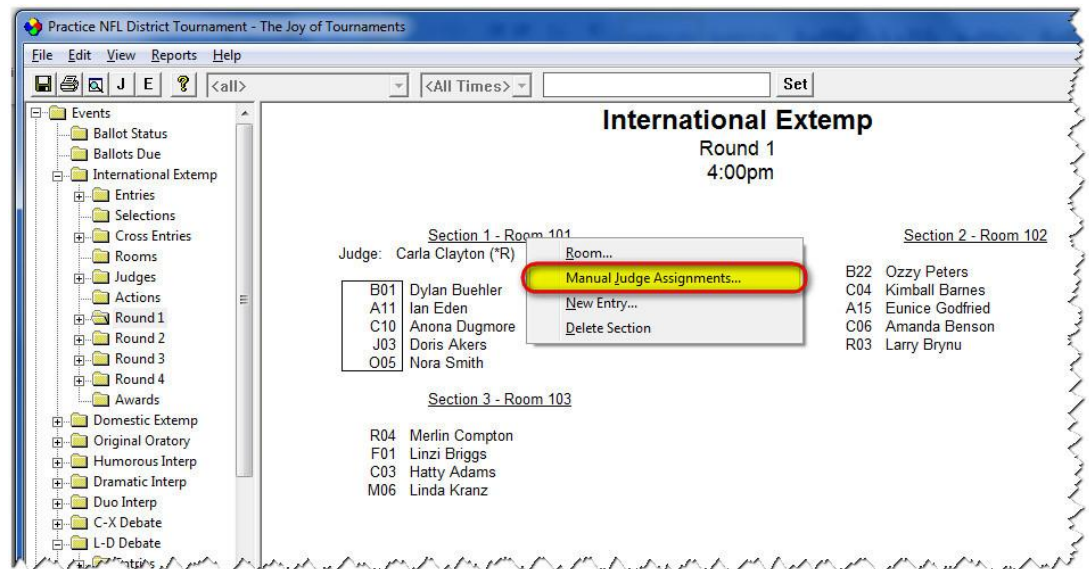 Practice NFL District Tournament - The Joy of Tournaments
File Edit View Reports Help
J E ? <all> <All Times> Set
Events
Ballot Status
Ballots Due
International Extemp
Entries
Selections
Cross Entries
Rooms
Judges
Actions
Round 1
Round 2
Round 3
Round 4
Awards
Domestic Extemp
Original Oratory
Humorous Interp
Dramatic Interp
Duo Interp
C-X Debate
L-D Debate
Entries
International Extemp
Round 1
4:00pm
Section 1 - Room 101
Judge: Carla Clayton (*R)
B01 Dylan Buehler
A11 Ian Eden
C10 Anona Dugmore
J03 Doris Akers
O05 Nora Smith
Room...
Manual Judge Assignments...
New Entry...
Delete Section
Section 2 - Room 102
B22 Ozzy Peters
C04 Kimball Barnes
A15 Eunice Godfried
C06 Amanda Benson
R03 Larry Brynu
Section 3 - Room 103
R04 Merlin Compton
F01 Linzi Briggs
C03 Hatty Adams
M06 Linda Kranz